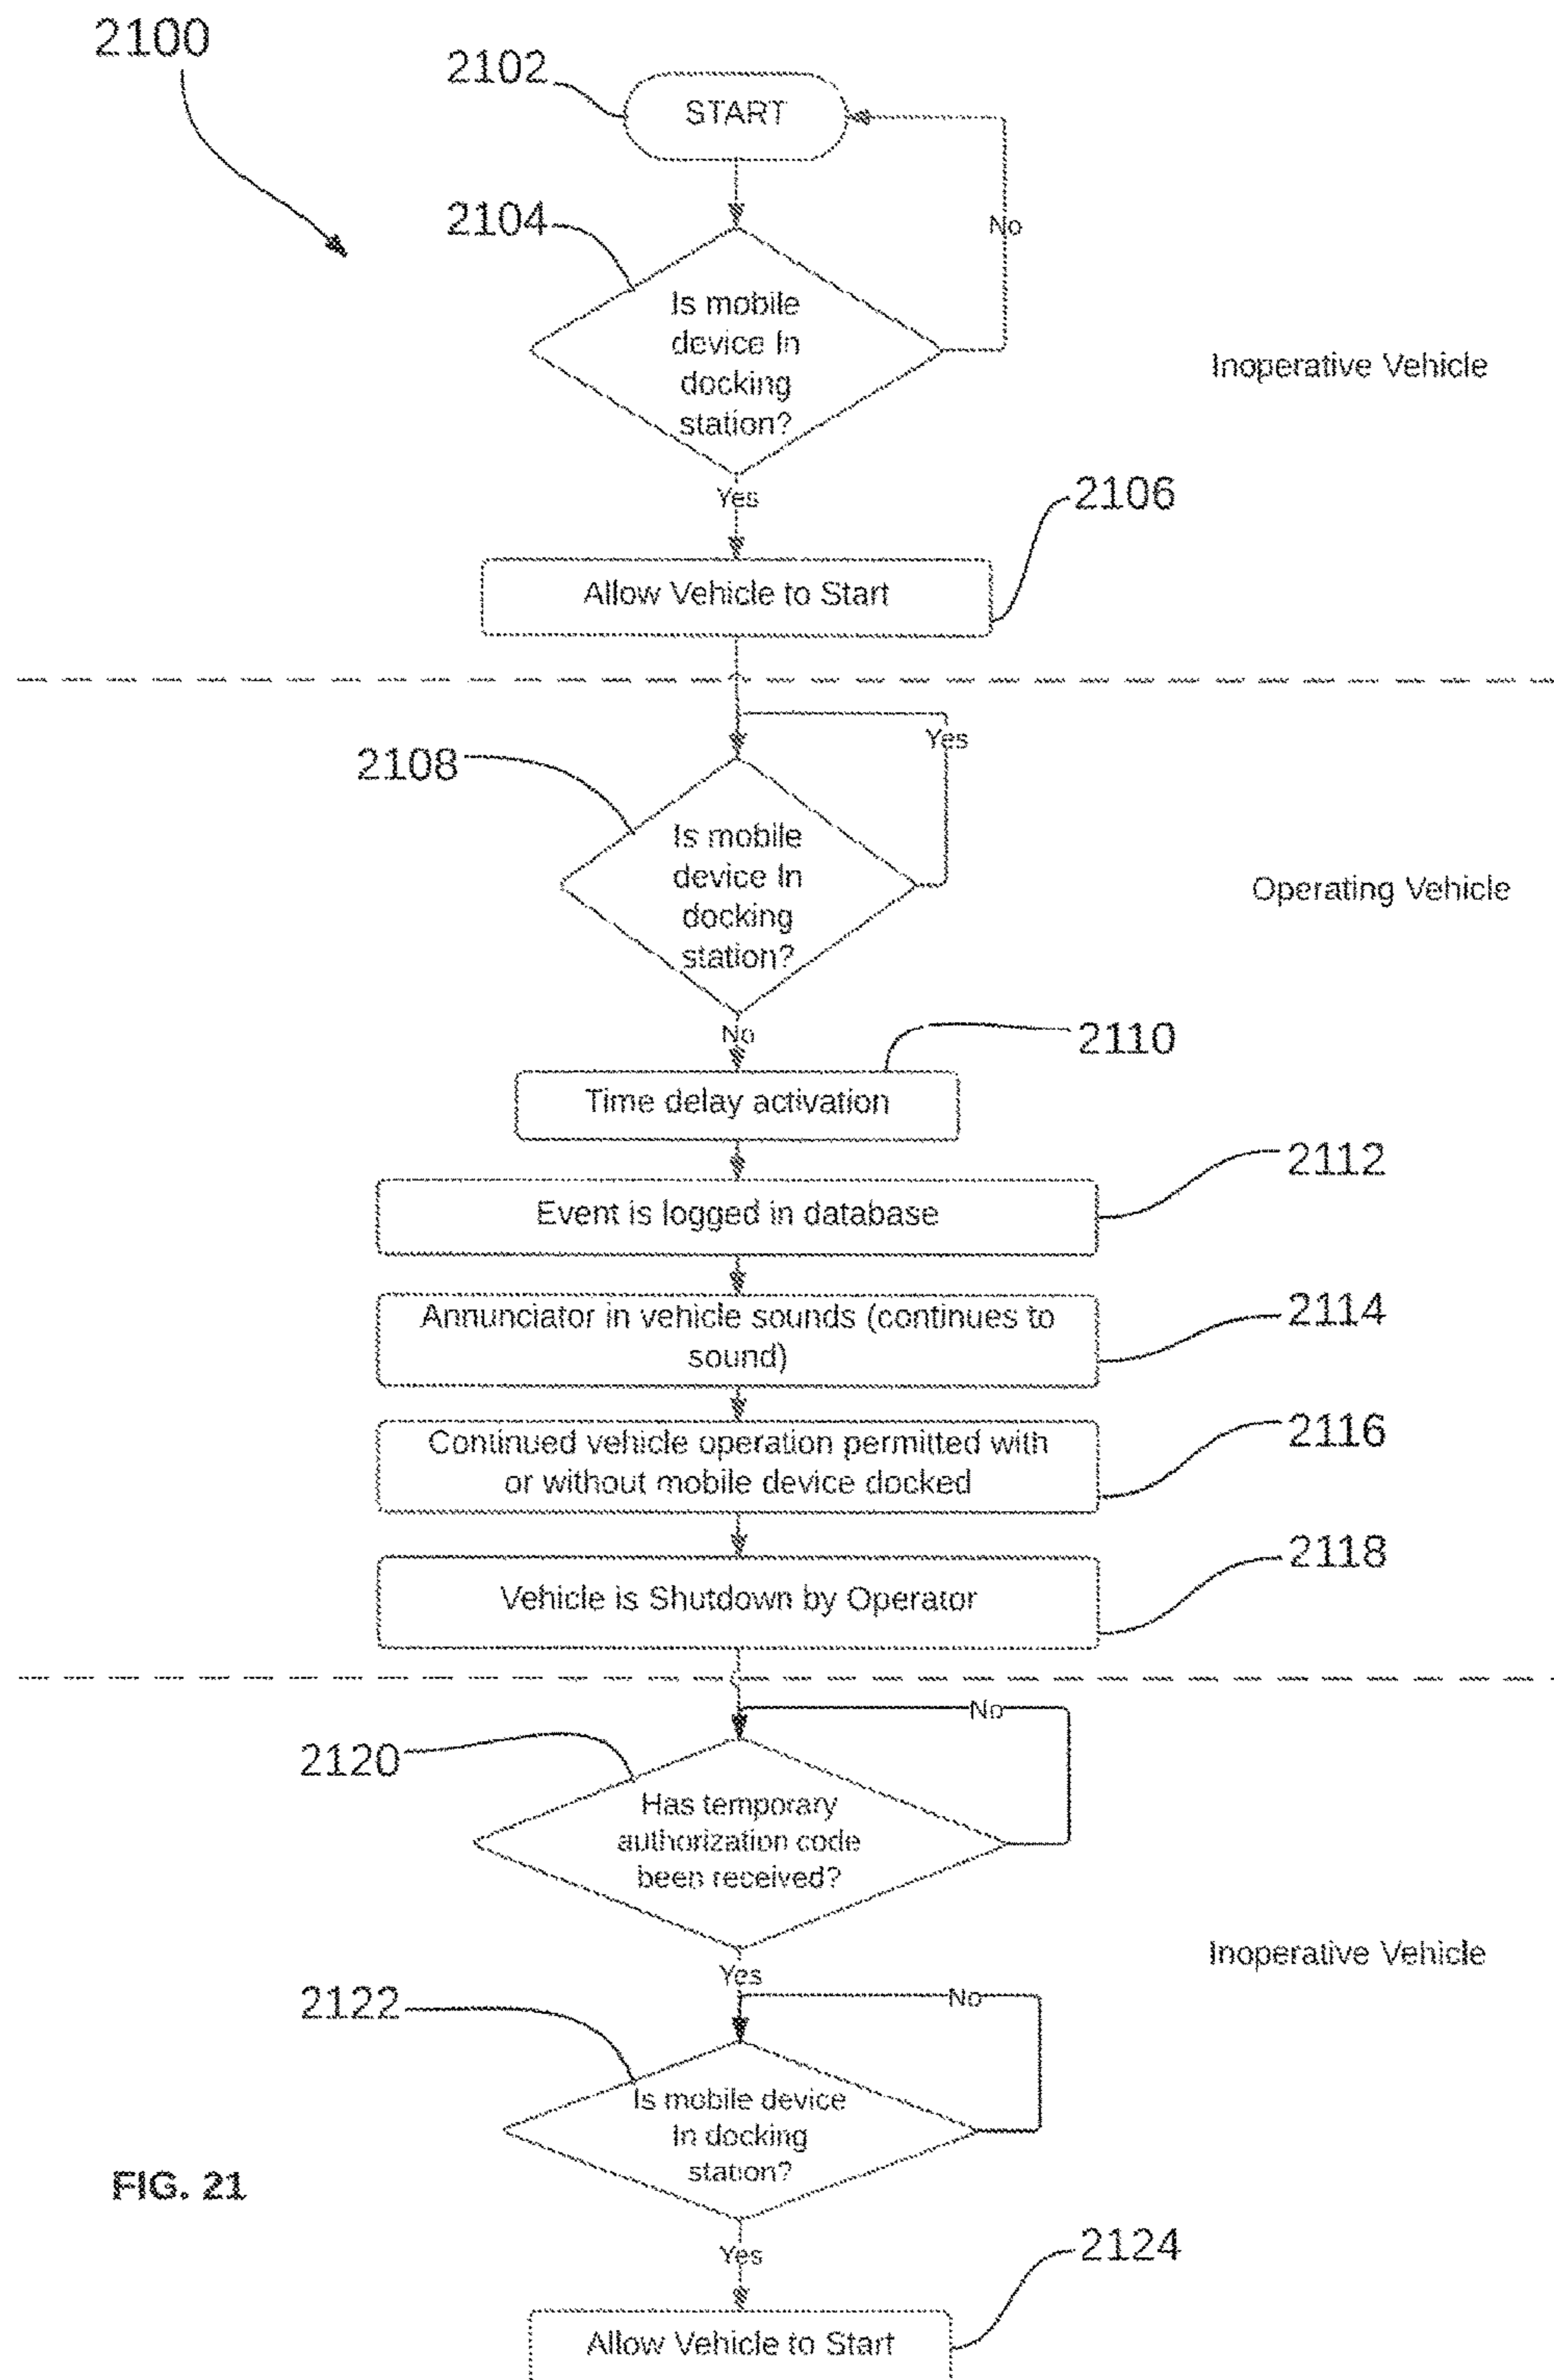 2100
2102
START
No
2104
Is mobile
device In
docking
station?
Inoperative Vehicle
Yes
2106
Allow Vehicle to Start
Yes
2108
Is mobile
device In
docking
station?
Operating Vehicle
No
2110
Time delay activation
2112
Event is logged in database
2114
Annunciator in vehicle sounds (continues to
sound)
2116
Continued vehicle operation permitted with
or without mobile device docked
2118
Vehicle is Shutdown by Operator
No
2120
Has temporary
authorization code
been received?
Inoperative Vehicle
Yes
No
2122
Is mobile device
In docking
station?
FIG. 21
Yes
2124
Allow Vehicle to Start